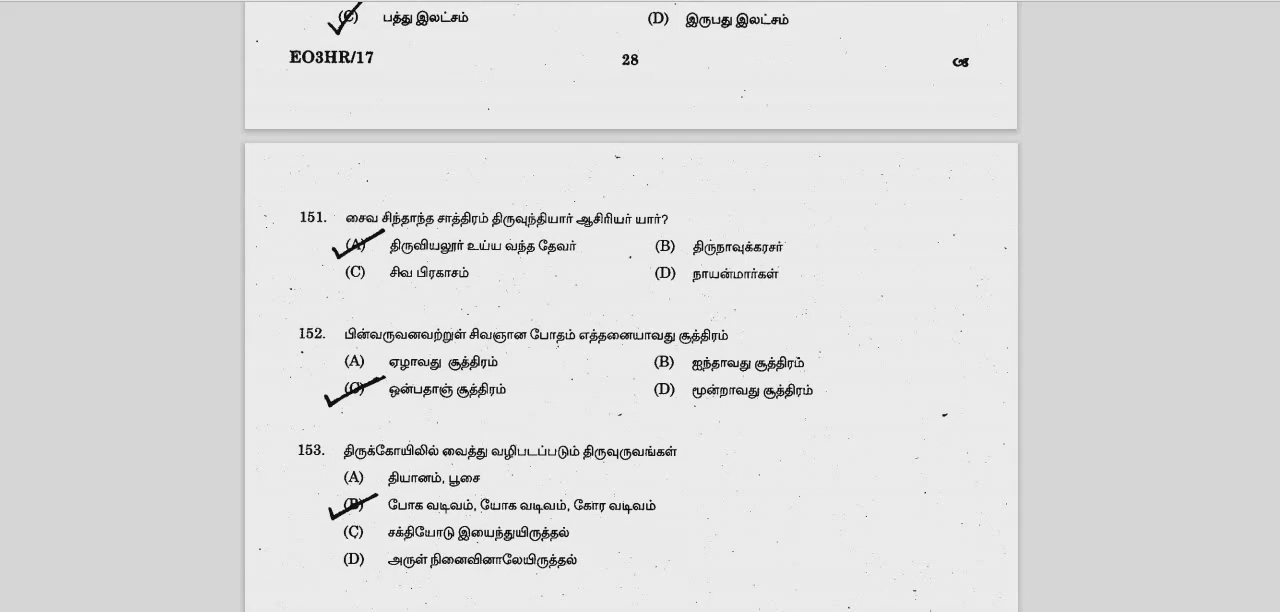 (C) பத்து இலட்சம் (D) இருபது இலட்சம்
EO3HR/17 28
151. சைவ சிந்தாந்த சாத்திரம் திருவுந்தியார் ஆசிரியர் யார்?
(A) திருவியலூர் உய்ய வந்த தேவர் (B) திருநாவுக்கரசர்
(C) சிவ பிரகாசம் (D) நாயன்மார்கள்
152. பின்வருவனவற்றுள் சிவஞான போதம் எத்தனையாவது சூத்திரம்
(A) ஏழாவது சூத்திரம் (B) ஐந்தாவது சூத்திரம்
(C) ஒன்பதாஞ் சூத்திரம் (D) மூன்றாவது சூத்திரம்
153. திருக்கோயிலில் வைத்து வழிபடப்படும் திருவுருவங்கள்
(A) தியானம், பூசை
(B) போக வடிவம், யோக வடிவம், கோர வடிவம்
(C) சக்தியோடு இயைந்துயிருத்தல்
(D) அருள் நினைவினாலேயிருத்தல்